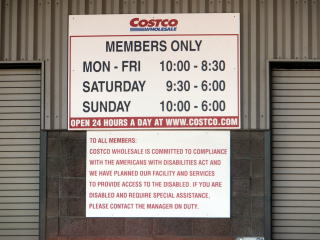 COSTCO
WHOLESALE
MEMBERS ONLY
MON - FRI 10:00 - 8:30
SATURDAY 9:30 - 6:00
SUNDAY 10:00 - 6:00
OPEN 24 HOURS A DAY AT WWW.COSTCO.COM
TO ALL MEMBERS:
COSTCO WHOLESALE IS COMMITTED TO COMPLIANCE
WITH THE AMERICANS WITH DISABILITIES ACT AND
WE HAVE PLANNED OUR FACILITY AND SERVICES
TO PROVIDE ACCESS TO THE DISABLED. IF YOU ARE
DISABLED AND REQUIRE SPECIAL ASSISTANCE,
PLEASE CONTACT THE MANAGER ON DUTY.